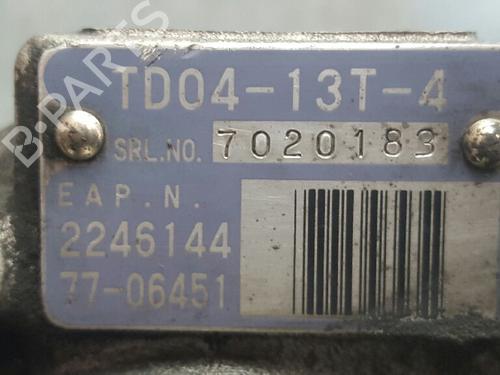 B-PARTS
TD04-13T-4
SRL.NO. 7020183
EAP.N.
2246144
77-06451